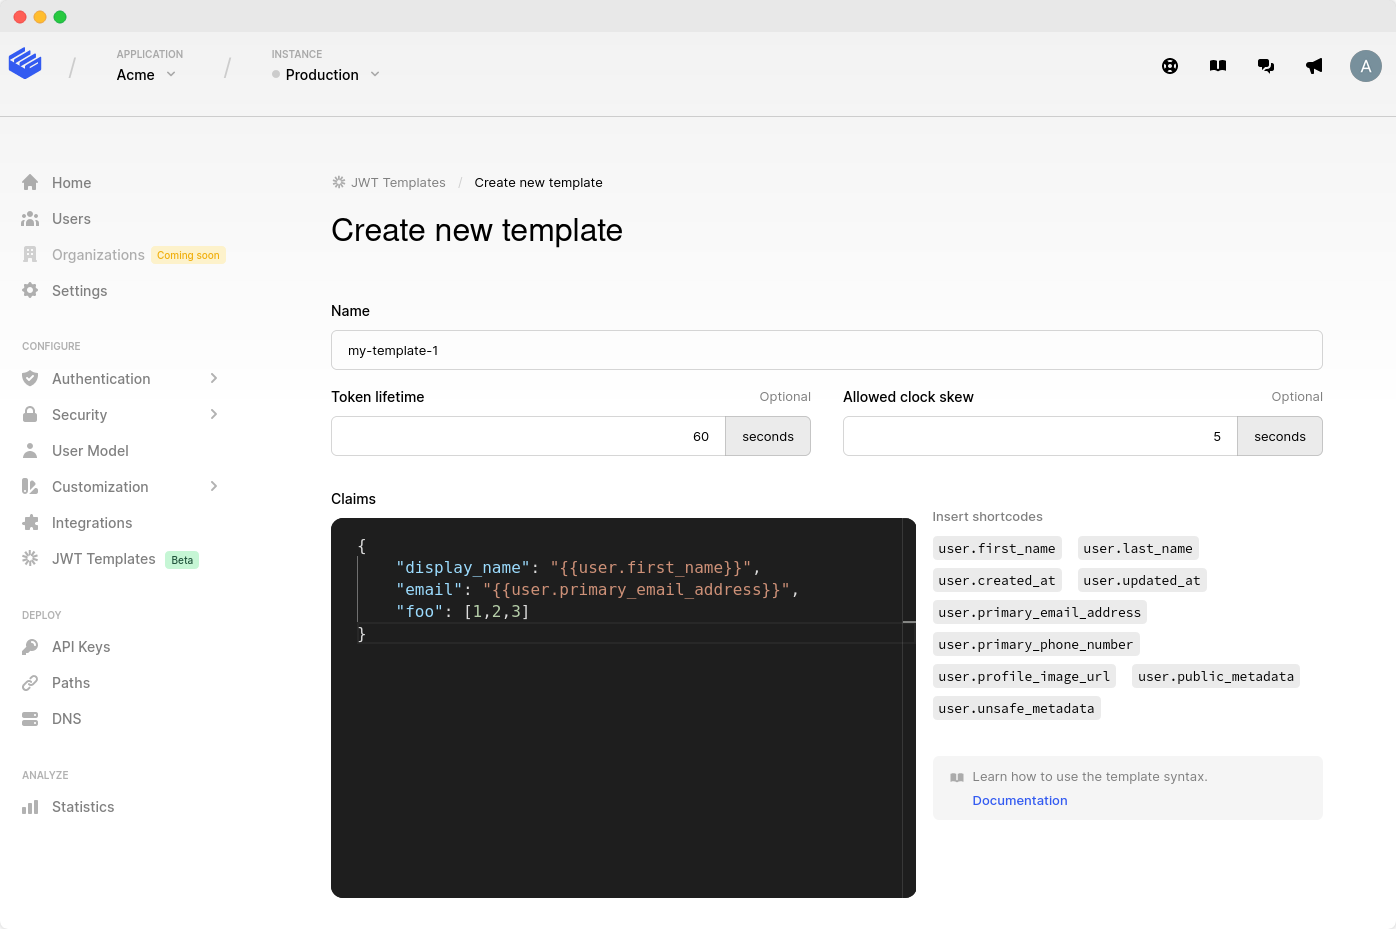 APPLICATION
Acme
INSTANCE
Production
A
Home
Users
Organizations Coming soon
Settings
CONFIGURE
Authentication
Security
User Model
Customization
Integrations
JWT Templates Beta
DEPLOY
API Keys
Paths
DNS
ANALYZE
Statistics
JWT Templates / Create new template
Create new template
Name
my-template-1
Token lifetime Optional
60 seconds
Allowed clock skew Optional
5 seconds
Claims
{
"display_name": "{{user.first_name}}",
"email": "{{user.primary_email_address}}",
"foo": [1,2,3]
}
Insert shortcodes
user.first_name user.last_name
user.created_at user.updated_at
user.primary_email_address
user.primary_phone_number
user.profile_image_url user.public_metadata
user.unsafe_metadata
Learn how to use the template syntax.
Documentation